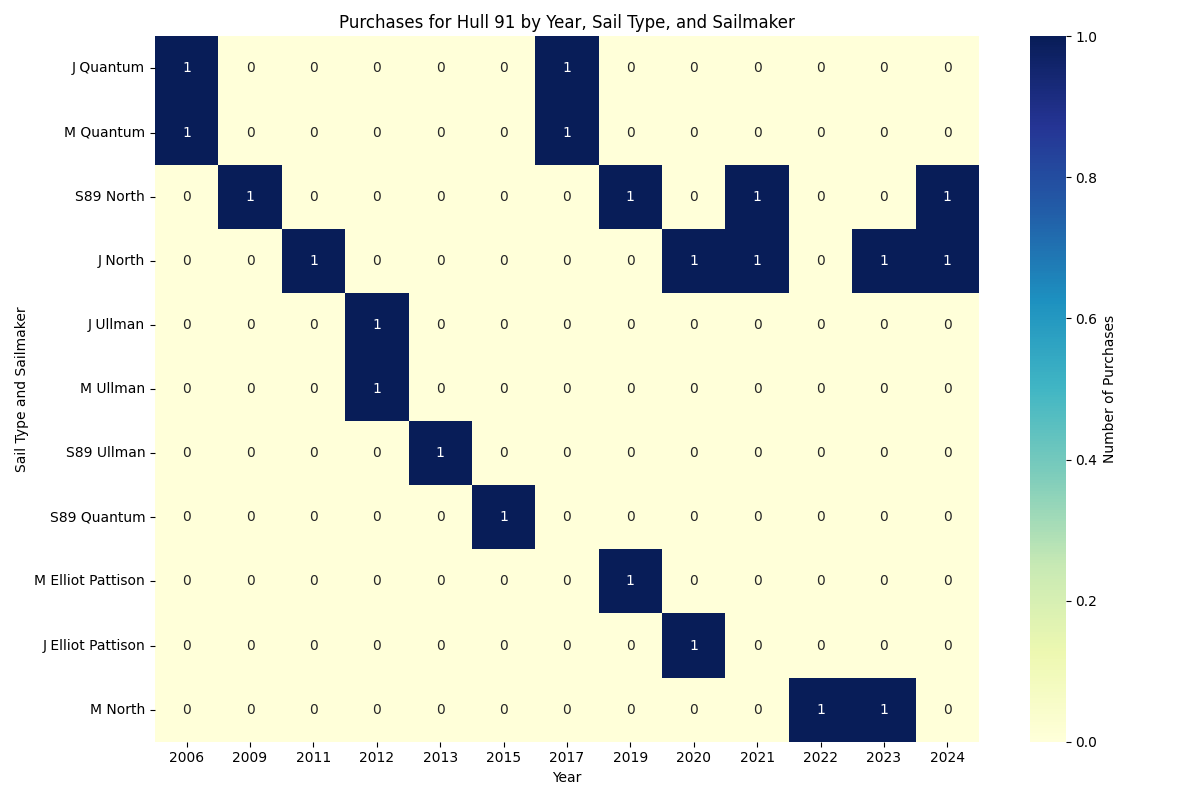 Purchases for Hull 91 by Year, Sail Type, and Sailmaker
Sail Type and Sailmaker
J Quantum 1 0 0 0 0 0 1 0 0 0 0 0 0
M Quantum 1 0 0 0 0 0 1 0 0 0 0 0 0
S89 North 0 1 0 0 0 0 0 1 0 1 0 0 1
J North 0 0 1 0 0 0 0 0 1 1 0 1 1
J Ullman 0 0 0 1 0 0 0 0 0 0 0 0 0
M Ullman 0 0 0 1 0 0 0 0 0 0 0 0 0
S89 Ullman 0 0 0 0 1 0 0 0 0 0 0 0 0
S89 Quantum 0 0 0 0 0 1 0 0 0 0 0 0 0
M Elliot Pattison 0 0 0 0 0 0 0 1 0 0 0 0 0
J Elliot Pattison 0 0 0 0 0 0 0 0 1 0 0 0 0
M North 0 0 0 0 0 0 0 0 0 0 1 1 0
2006 2009 2011 2012 2013 2015 2017 2019 2020 2021 2022 2023 2024
Year
1.0
0.8
0.6
0.4
0.2
0.0
Number of Purchases